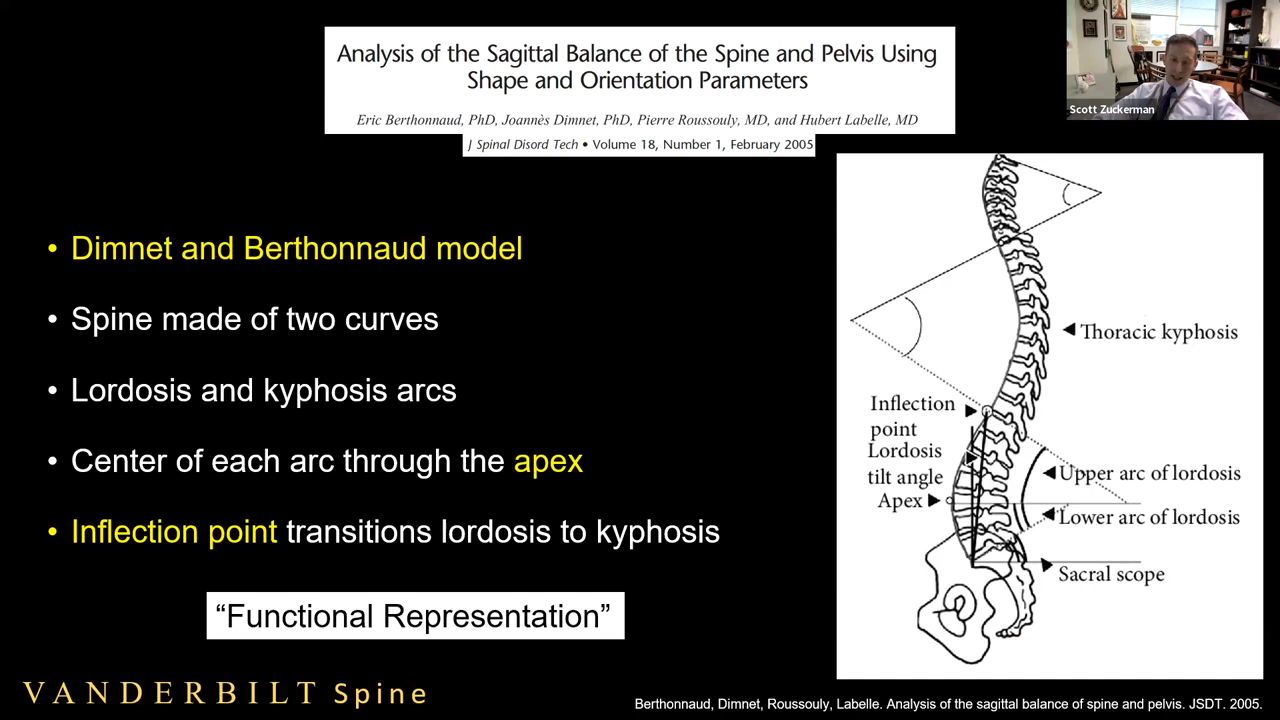 Analysis of the Sagittal Balance of the Spine and Pelvis Using
Shape and Orientation Parameters
Eric Berthonnaud, PhD, Joannès Dimnet, PhD, Pierre Roussouly, MD, and Hubert Labelle, MD
J Spinal Disord Tech • Volume 18, Number 1, February 2005
Scott Zuckerman
• Dimnet and Berthonnaud model
• Spine made of two curves
• Lordosis and kyphosis arcs
• Center of each arc through the apex
• Inflection point transitions lordosis to kyphosis
"Functional Representation"
Thoracic kyphosis
Inflection
point
Lordosis
tilt angle
Apex
Upper arc of lordosis
Lower arc of lordosis
Sacral scope
VANDERBILT Spine
Berthonnaud, Dimnet, Roussouly, Labelle. Analysis of the sagittal balance of spine and pelvis. JSDT. 2005.